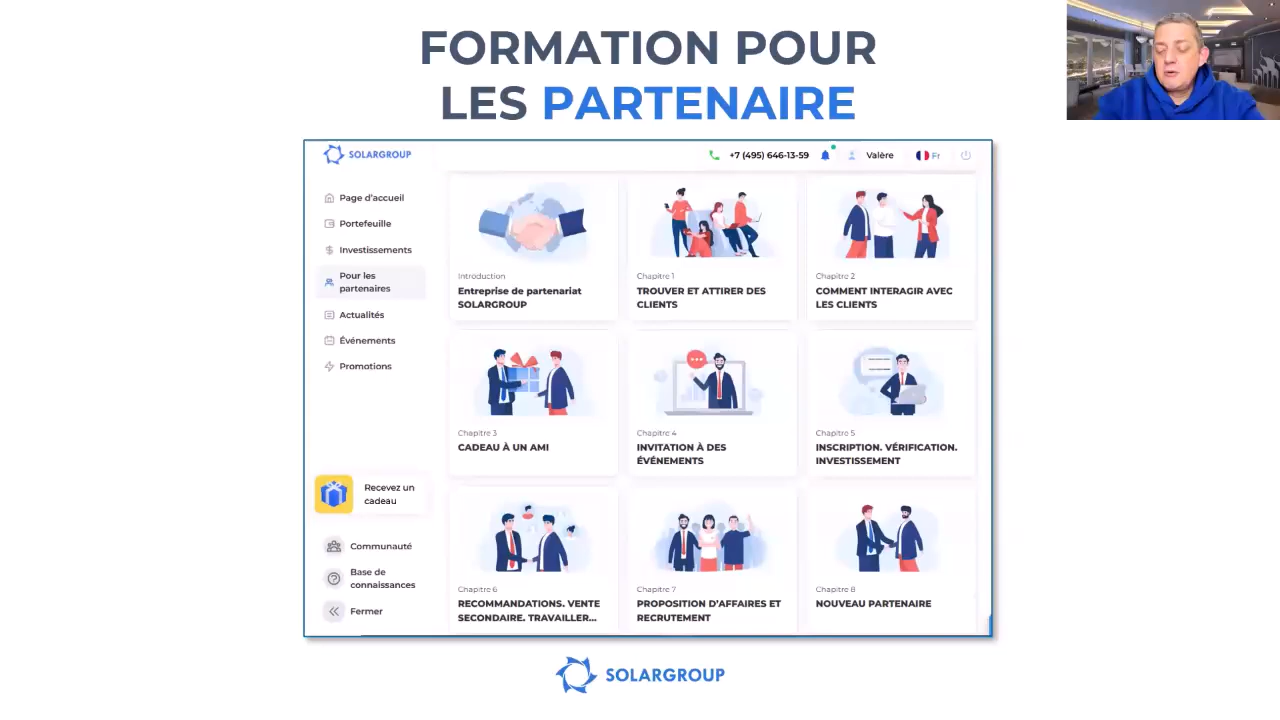 FORMATION POUR
LES PARTENAIRE
SOLARGROUP
+7 (495) 646-13-59
Valère
Fr
Page d'accueil
Portefeuille
Investissements
Pour les
partenaires
Actualités
Événements
Promotions
Recevez un
cadeau
Communauté
Base de
connaissances
Fermer
Introduction
Entreprise de partenariat
SOLARGROUP
Chapitre 1
TROUVER ET ATTIRER DES
CLIENTS
Chapitre 2
COMMENT INTERAGIR AVEC
LES CLIENTS
Chapitre 3
CADEAU À UN AMI
Chapitre 4
INVITATION À DES
ÉVÉNEMENTS
Chapitre 5
INSCRIPTION. VÉRIFICATION.
INVESTISSEMENT
Chapitre 6
RECOMMANDATIONS. VENTE
SECONDAIRE. TRAVAILLER...
Chapitre 7
PROPOSITION D'AFFAIRES ET
RECRUTEMENT
Chapitre 8
NOUVEAU PARTENAIRE
SOLARGROUP